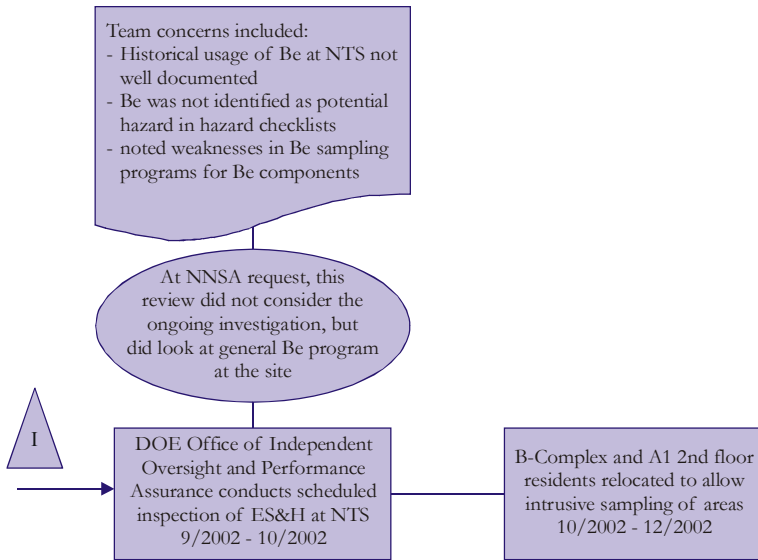 Team concerns included:
- Historical usage of Be at NTS not
well documented
- Be was not identified as potential
hazard in hazard checklists
- noted weaknesses in Be sampling
programs for Be components
At NNSA request, this
review did not consider the
ongoing investigation, but
did look at general Be program
at the site
I
DOE Office of Independent
Oversight and Performance
Assurance conducts scheduled
inspection of ES&H at NTS
9/2002 - 10/2002
B-Complex and A1 2nd floor
residents relocated to allow
intrusive sampling of areas
10/2002 - 12/2002